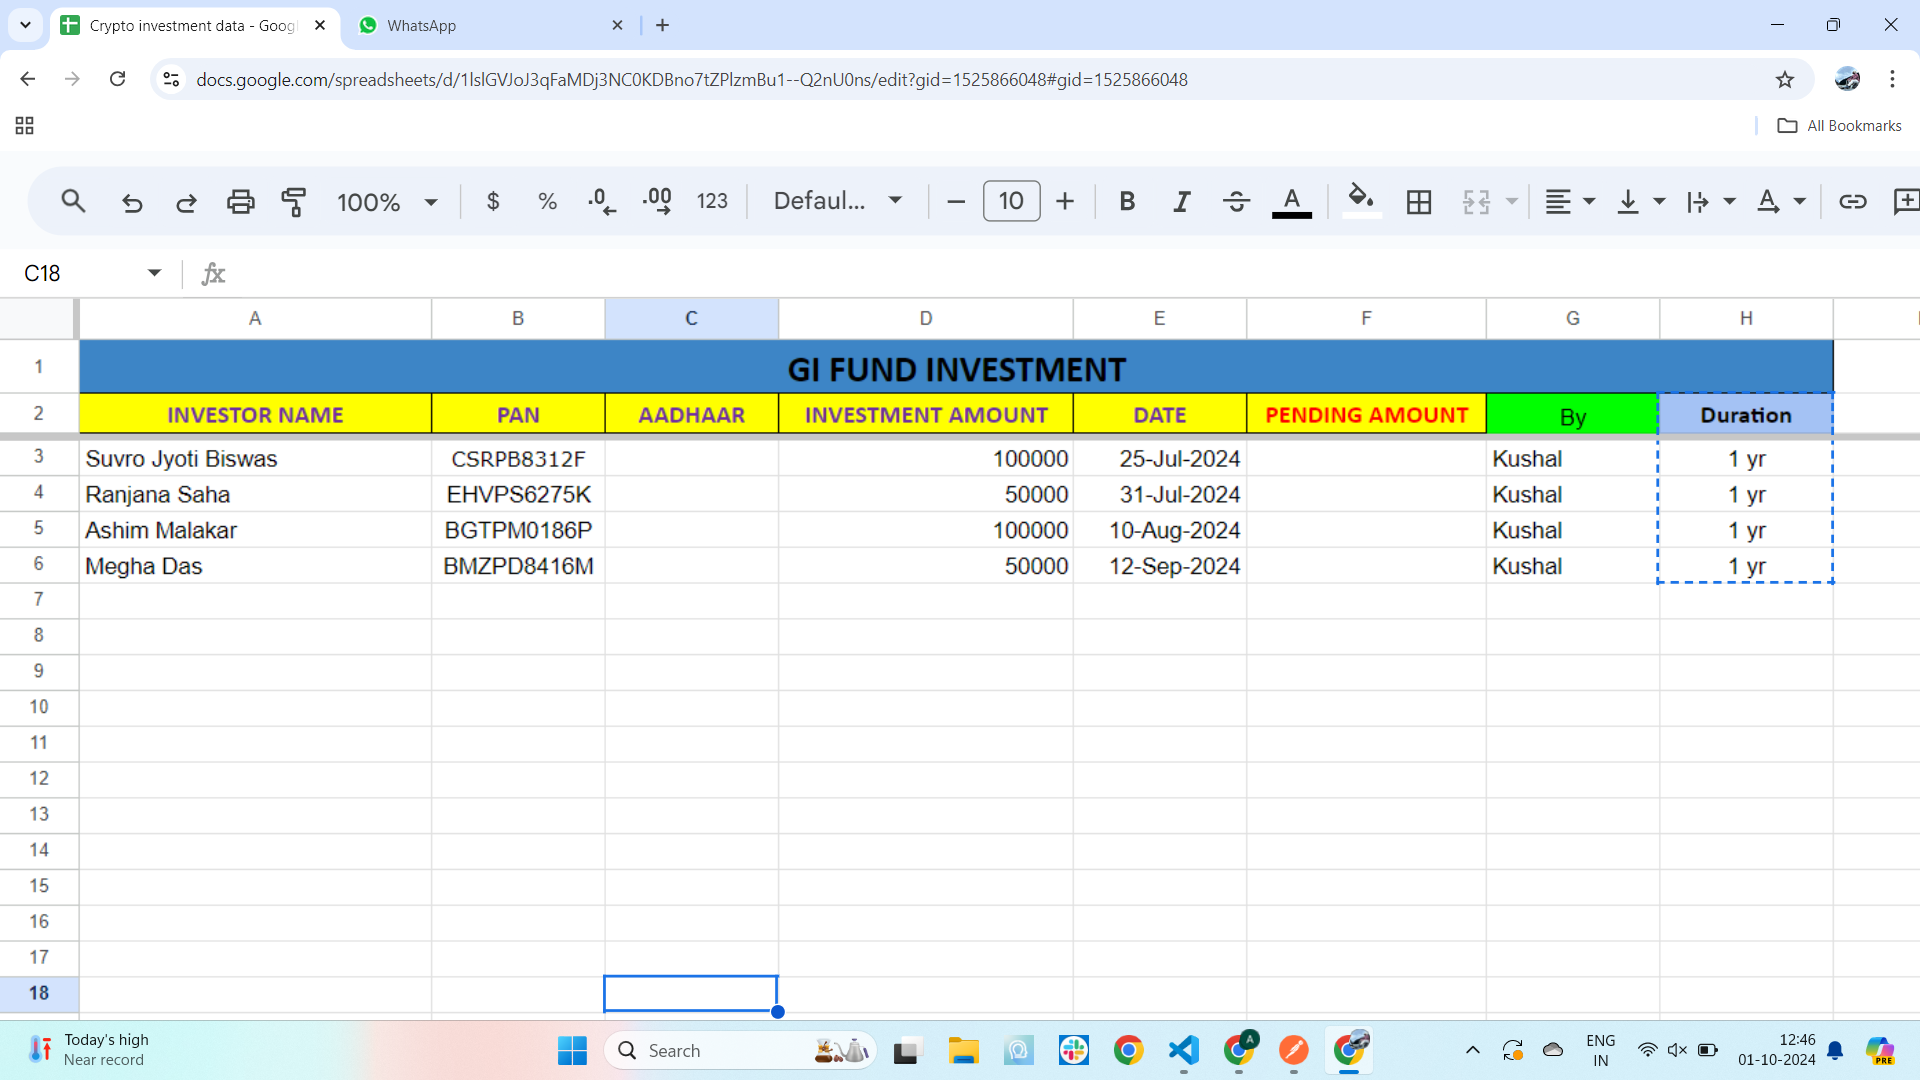 Crypto investment data - Goog
WhatsApp
docs.google.com/spreadsheets/d/1lslGVJoJ3qFaMDj3NC0KDBno7tZPlzmBu1--Q2nU0ns/edit?gid=1525866048#gid=1525866048
All Bookmarks
100% $ % .0 .00 123 Defaul... 10 B I A A
C18 fx
A B C D E F G H
1 GI FUND INVESTMENT
2 INVESTOR NAME PAN AADHAAR INVESTMENT AMOUNT DATE PENDING AMOUNT By Duration
3 Suvro Jyoti Biswas CSRPB8312F 100000 25-Jul-2024 Kushal 1 yr
4 Ranjana Saha EHVPS6275K 50000 31-Jul-2024 Kushal 1 yr
5 Ashim Malakar BGTPM0186P 100000 10-Aug-2024 Kushal 1 yr
6 Megha Das BMZPD8416M 50000 12-Sep-2024 Kushal 1 yr
7
8
9
10
11
12
13
14
15
16
17
18
Today's high
Near record
Search
A
ENG
IN
12:46
01-10-2024
PRE